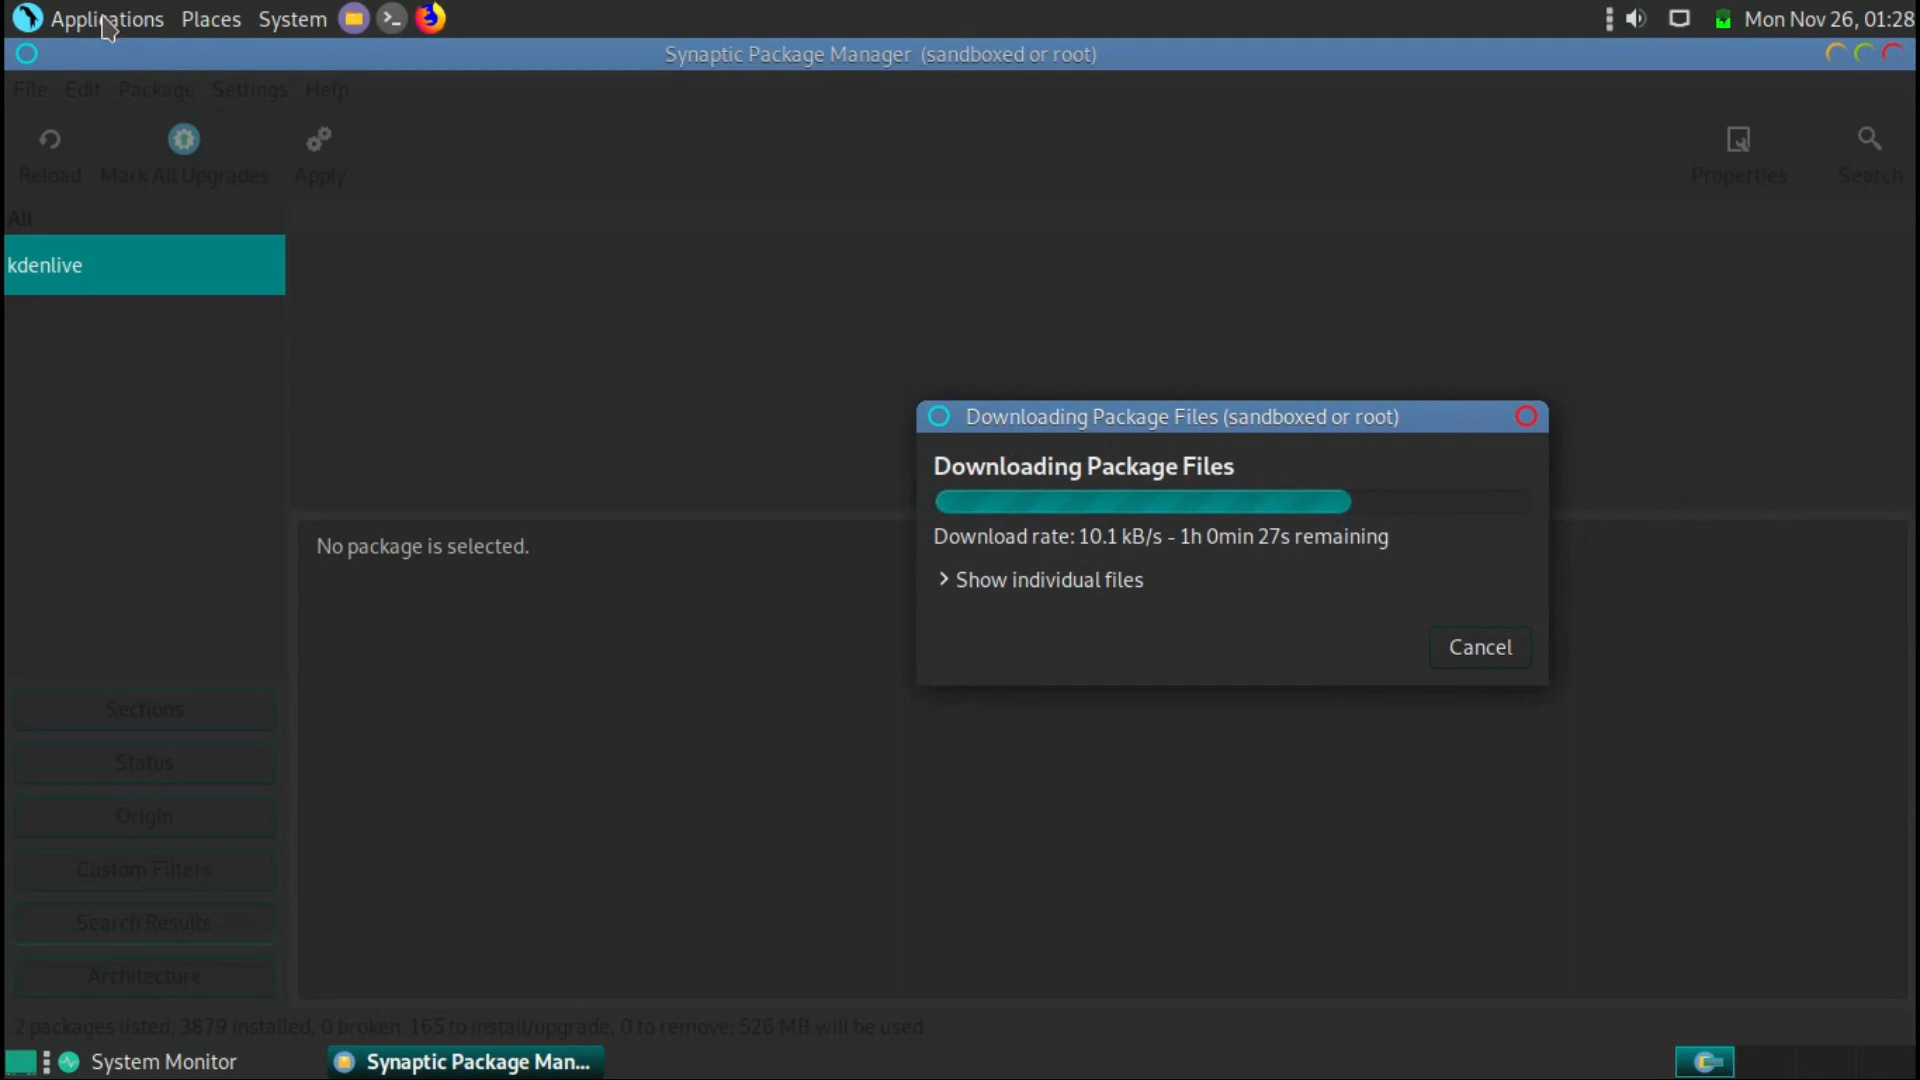 Applications Places System
Mon Nov 26, 01:28
Synaptic Package Manager (sandboxed or root)
File Edit Package Settings Help
Reload Mark All Upgrades Apply
Properties Search
All
kdenlive
Downloading Package Files (sandboxed or root)
Downloading Package Files
Download rate: 10.1 kB/s - 1h 0min 27s remaining
No package is selected.
Show individual files
Cancel
Sections
Status
Origin
Custom Filters
Search Results
Architecture
2 packages listed, 3879 installed, 0 broken. 165 to install/upgrade, 0 to remove; 526 MB will be used
System Monitor
Synaptic Package Man...